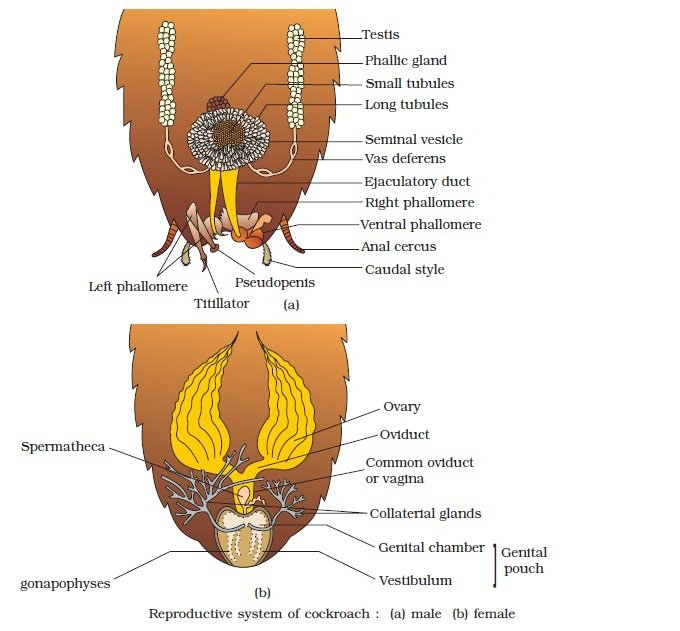 Testis
Phallic gland
Small tubules
Long tubules
Seminal vesicle
Vas deferens
Ejaculatory duct
Right phallomere
Ventral phallomere
Anal cercus
Caudal style
Left phallomere
Pseudopenis
Titillator
(a)
Ovary
Oviduct
Spermatheca
Common oviduct
or vagina
Collaterial glands
Genital chamber
Genital
pouch
Vestibulum
gonapophyses
(b)
Reproductive system of cockroach : (a) male (b) female